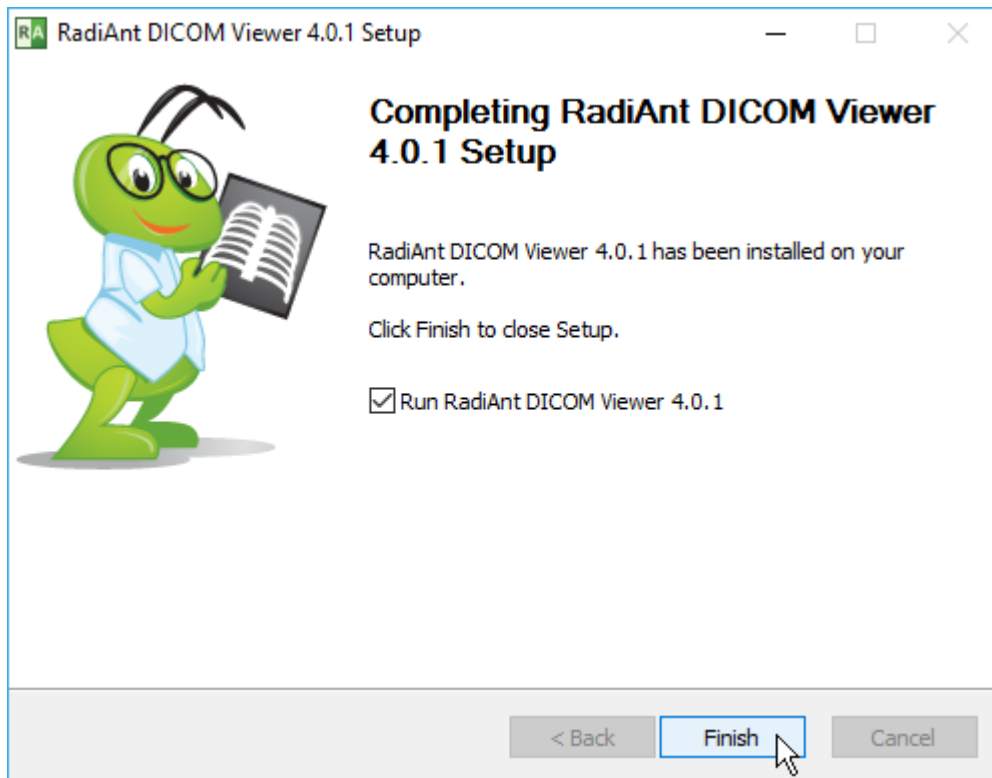 RA RadiAnt DICOM Viewer 4.0.1 Setup
Completing RadiAnt DICOM Viewer
4.0.1 Setup
RadiAnt DICOM Viewer 4.0.1 has been installed on your
computer.
Click Finish to close Setup.
Run RadiAnt DICOM Viewer 4.0.1
< Back Finish Cancel